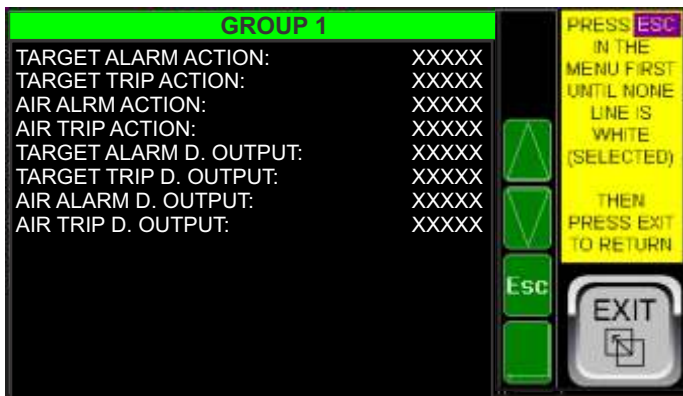 GROUP 1
TARGET ALARM ACTION: XXXXX
TARGET TRIP ACTION: XXXXX
AIR ALRM ACTION: XXXXX
AIR TRIP ACTION: XXXXX
TARGET ALARM D. OUTPUT: XXXXX
TARGET TRIP D. OUTPUT: XXXXX
AIR ALARM D. OUTPUT: XXXXX
AIR TRIP D. OUTPUT: XXXXX
Esc
PRESS ESC
IN THE
MENU FIRST
UNTIL NONE
LINE IS
WHITE
(SELECTED)
THEN
PRESS EXIT
TO RETURN
EXIT